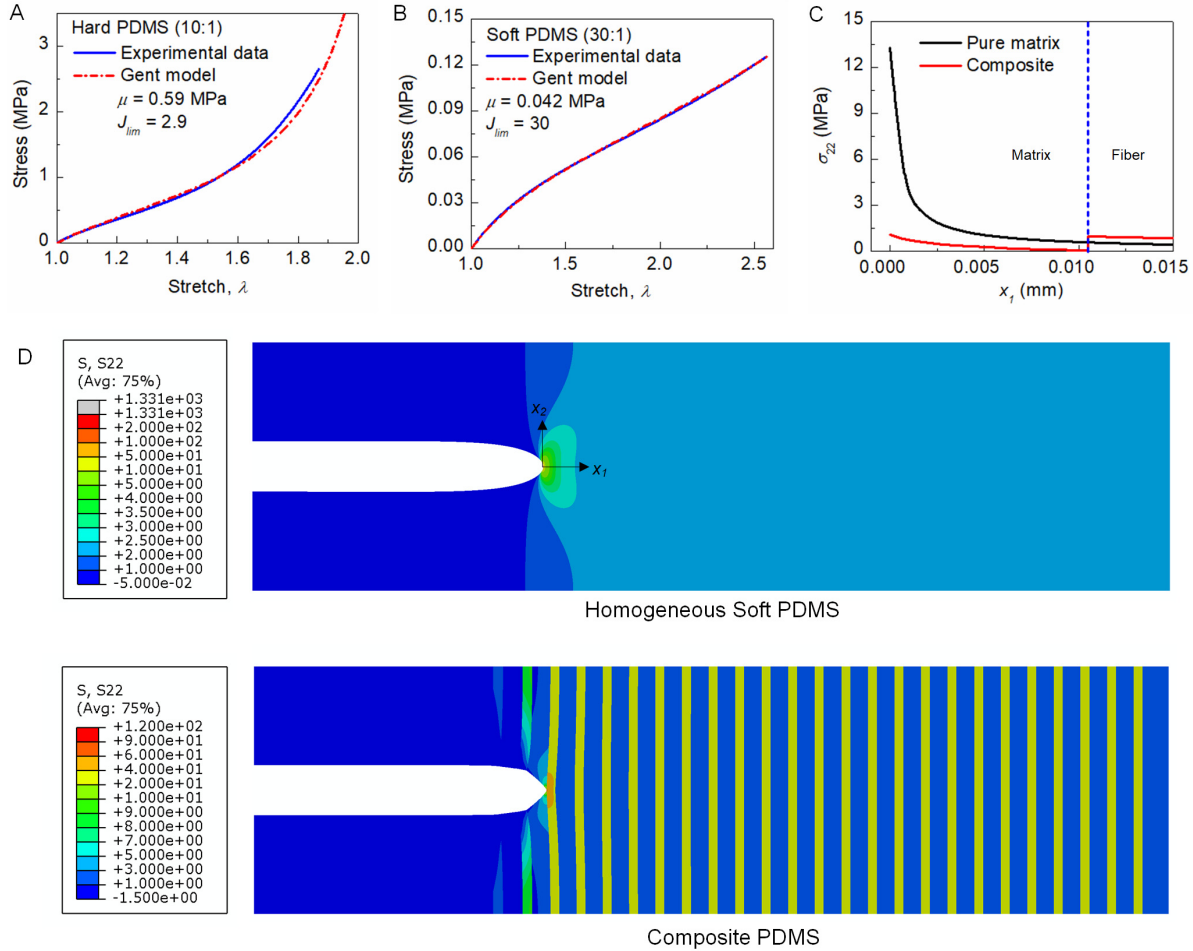 A
Hard PDMS (10:1)
Experimental data
Gent model
μ = 0.59 MPa
J_lim = 2.9
Stress (MPa)
3
2
1
0
1.0 1.2 1.4 1.6 1.8 2.0
Stretch, λ
B
Soft PDMS (30:1)
Experimental data
Gent model
μ = 0.042 MPa
J_lim = 30
Stress (MPa)
0.15
0.12
0.09
0.06
0.03
0.00
1.0 1.5 2.0 2.5
Stretch, λ
C
Pure matrix
Composite
Matrix
Fiber
σ22 (MPa)
15
12
9
6
3
0
0.000 0.005 0.010 0.015
x1 (mm)
D
S, S22
(Avg: 75%)
+1.331e+03
+1.331e+03
+2.000e+02
+1.000e+02
+5.000e+01
+1.000e+01
+5.000e+00
+4.000e+00
+3.500e+00
+3.000e+00
+2.500e+00
+2.000e+00
+1.000e+00
-5.000e-02
x2
x1
Homogeneous Soft PDMS
S, S22
(Avg: 75%)
+1.200e+02
+9.000e+01
+6.000e+01
+4.000e+01
+2.000e+01
+1.000e+01
+9.000e+00
+8.000e+00
+7.000e+00
+5.000e+00
+3.000e+00
+1.000e+00
-1.500e+00
Composite PDMS